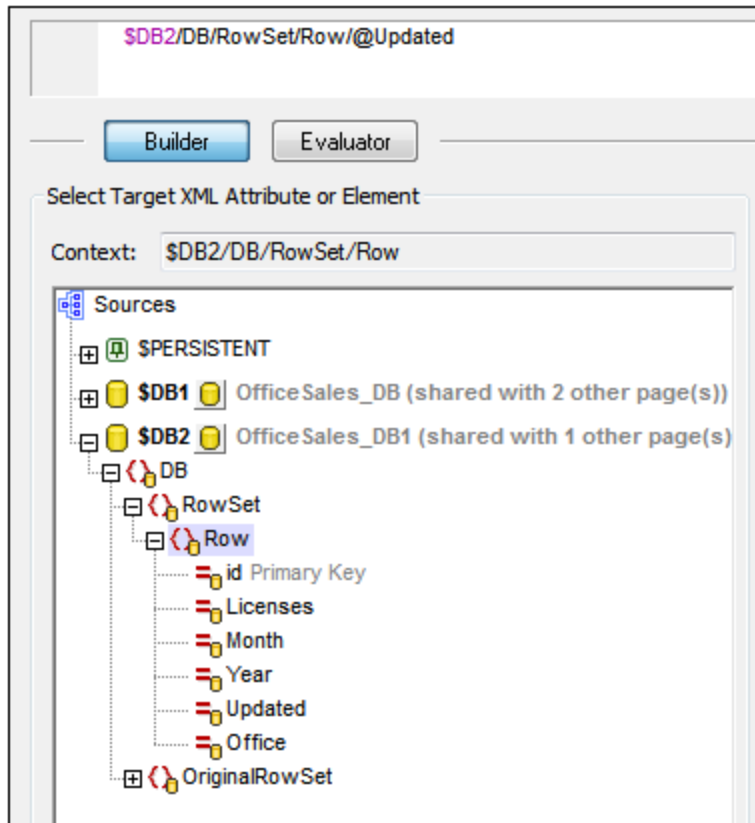 $DB2/DB/RowSet/Row/@Updated
Builder Evaluator
Select Target XML Attribute or Element
Context: $DB2/DB/RowSet/Row
Sources
$PERSISTENT
$DB1 OfficeSales_DB (shared with 2 other page(s))
$DB2 OfficeSales_DB1 (shared with 1 other page(s)
DB
RowSet
Row
id Primary Key
Licenses
Month
Year
Updated
Office
OriginalRowSet